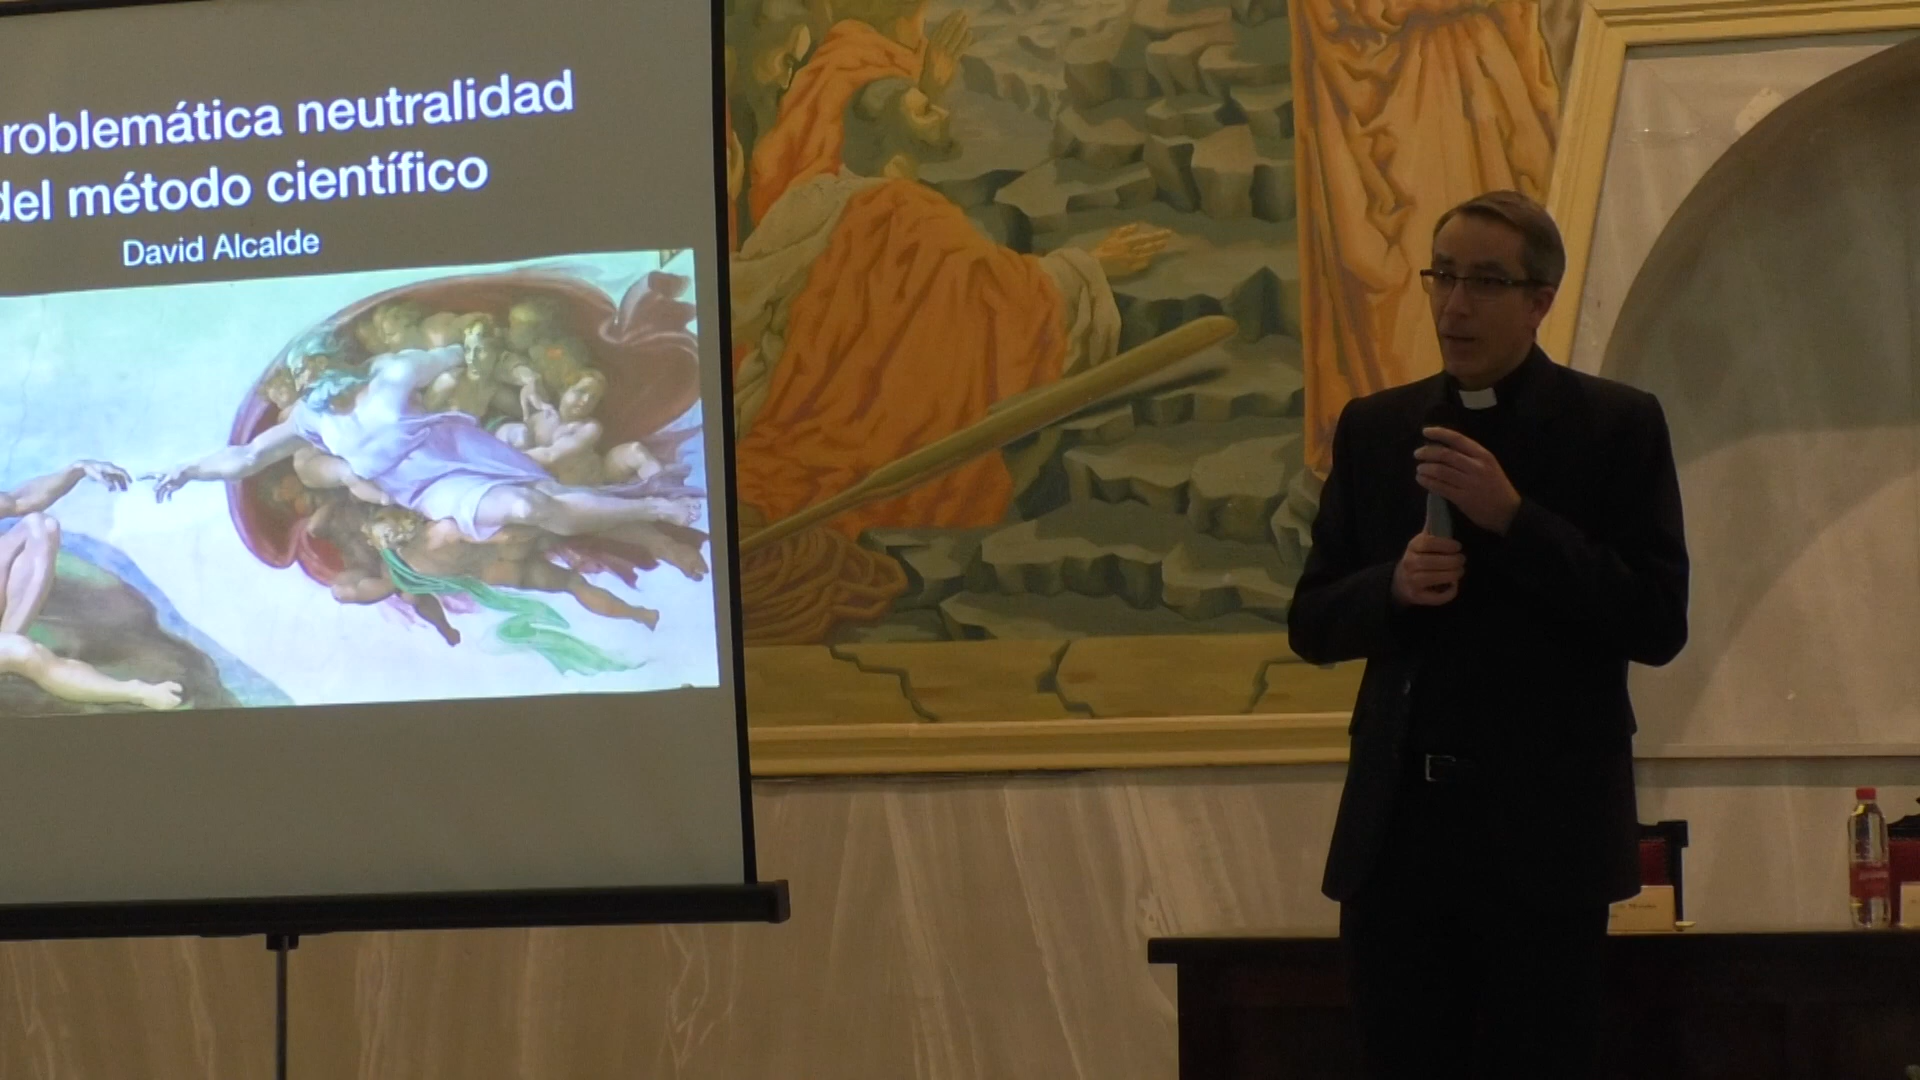 roblemática neutralidad
del método científico
David Alcalde